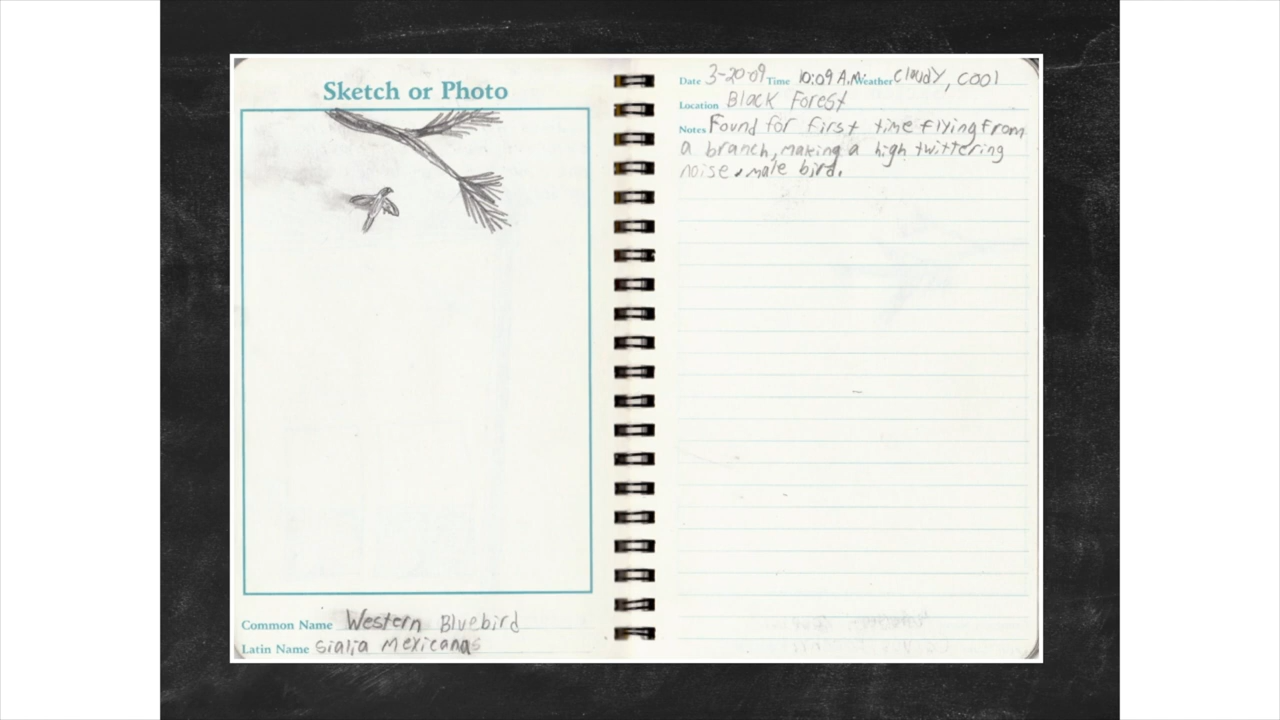 Sketch or Photo
Common Name Western Bluebird
Latin Name Sialia Mexicanas
Date 3-20-09 Time 10:09 A.M. Weather Cloudy, cool
Location Black Forest
Notes Found for first time flying from
a branch, making a high twittering
noise. male bird.